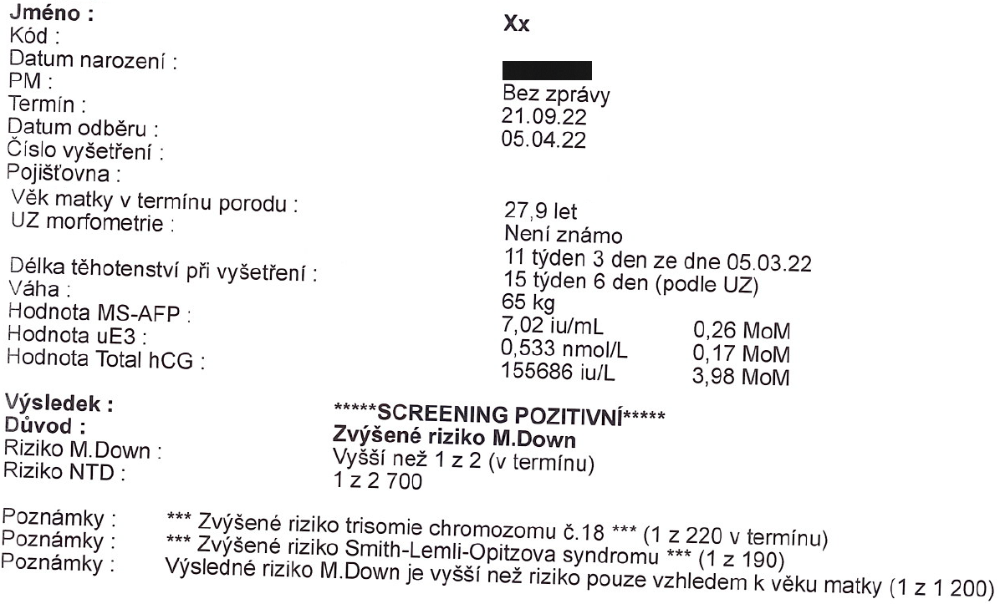 Jméno : Xx
Kód :
Datum narození :
PM : Bez zprávy
Termín : 21.09.22
Datum odběru : 05.04.22
Číslo vyšetření :
Pojišťovna :
Věk matky v termínu porodu : 27,9 let
UZ morfometrie : Není známo
11 týden 3 den ze dne 05.03.22
Délka těhotenství při vyšetření : 15 týden 6 den (podle UZ)
Váha : 65 kg
Hodnota MS-AFP : 7,02 iu/mL 0,26 MoM
Hodnota uE3 : 0,533 nmol/L 0,17 MoM
Hodnota Total hCG : 155686 iu/L 3,98 MoM
Výsledek : *****SCREENING POZITIVNÍ*****
Důvod : Zvýšené riziko M.Down
Riziko M.Down : Vyšší než 1 z 2 (v termínu)
Riziko NTD : 1 z 2 700
Poznámky : *** Zvýšené riziko trisomie chromozomu č.18 *** (1 z 220 v termínu)
Poznámky : *** Zvýšené riziko Smith-Lemli-Opitzova syndromu *** (1 z 190)
Poznámky : Výsledné riziko M.Down je vyšší než riziko pouze vzhledem k věku matky (1 z 1 200)